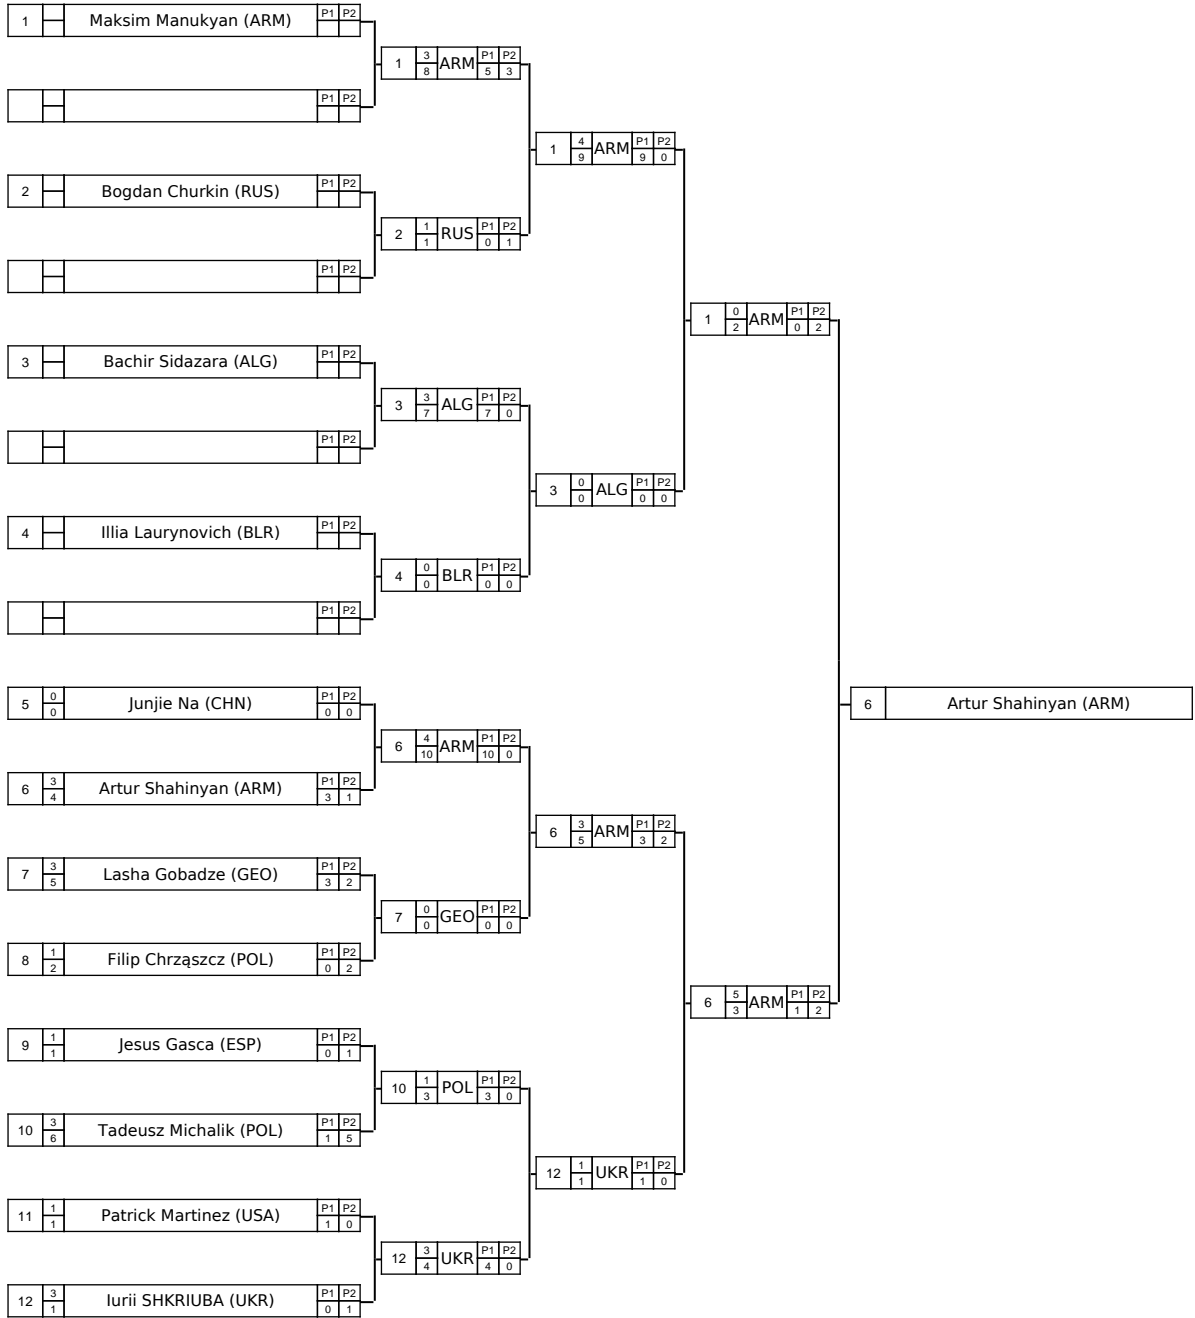 1 Maksim Manukyan (ARM) P1 P2
1 3 8 ARM P1 P2 5 3
P1 P2
1 4 9 ARM P1 P2 9 0
2 Bogdan Churkin (RUS) P1 P2
2 1 1 RUS P1 P2 0 1
P1 P2
1 0 2 ARM P1 P2 0 2
3 Bachir Sidazara (ALG) P1 P2
3 3 7 ALG P1 P2 7 0
P1 P2
3 0 0 ALG P1 P2 0 0
4 Illia Laurynovich (BLR) P1 P2
4 0 0 BLR P1 P2 0 0
P1 P2
5 0 0 Junjie Na (CHN) P1 P2 0 0
6 Artur Shahinyan (ARM)
6 4 10 ARM P1 P2 10 0
6 3 4 Artur Shahinyan (ARM) P1 P2 3 1
6 3 5 ARM P1 P2 3 2
7 3 5 Lasha Gobadze (GEO) P1 P2 3 2
7 0 0 GEO P1 P2 0 0
8 1 2 Filip Chrząszcz (POL) P1 P2 0 2
6 5 3 ARM P1 P2 1 2
9 1 1 Jesus Gasca (ESP) P1 P2 0 1
10 1 3 POL P1 P2 3 0
10 3 6 Tadeusz Michalik (POL) P1 P2 1 5
12 1 1 UKR P1 P2 1 0
11 1 1 Patrick Martinez (USA) P1 P2 1 0
12 3 4 UKR P1 P2 4 0
12 3 1 Iurii SHKRIUBA (UKR) P1 P2 0 1